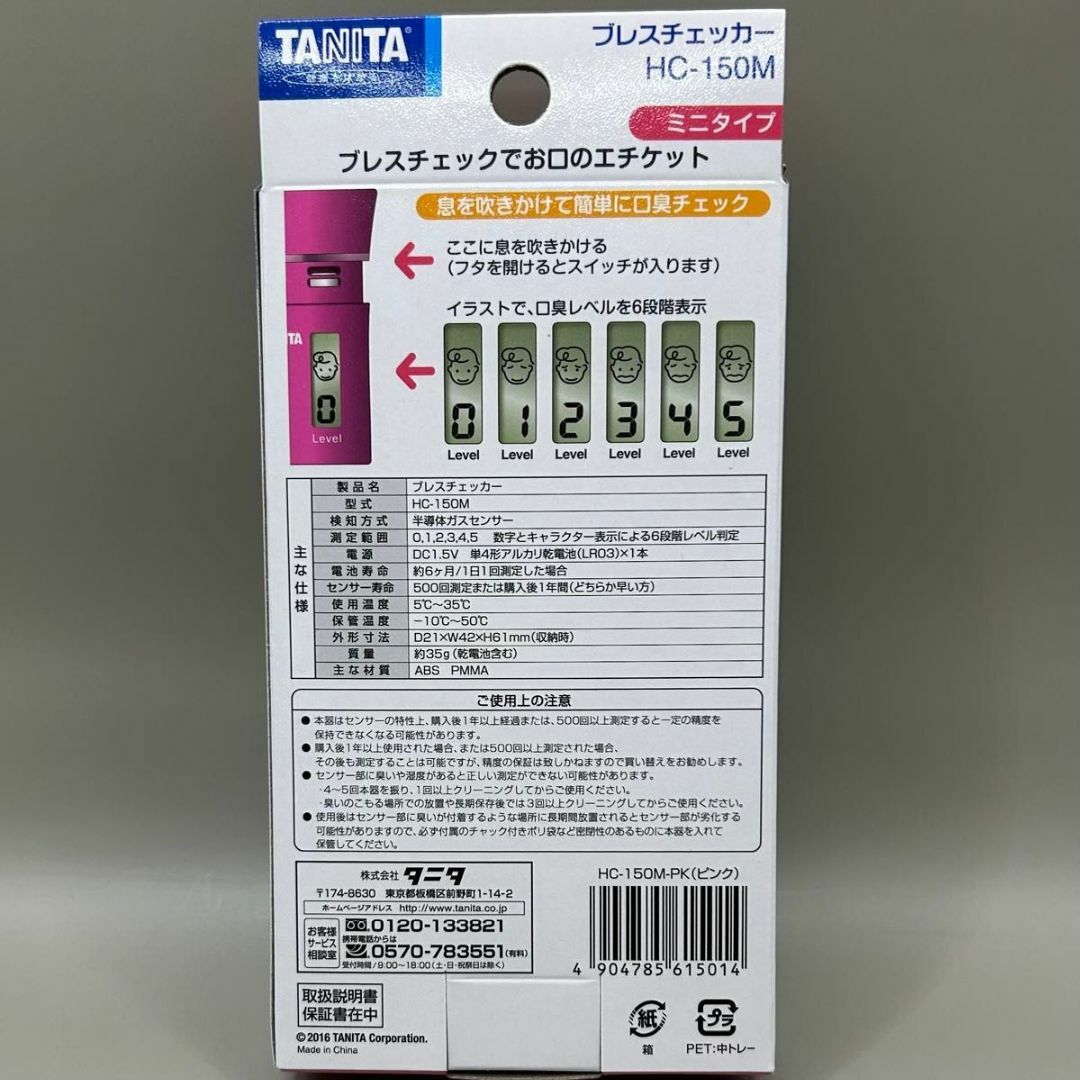 TANITA
ブレスチェッカー
HC-150M
ミニタイプ
ブレスチェックでお口のエチケット
息を吹きかけて簡単に口臭チェック
ここに息を吹きかける
(フタを開けるとスイッチが入ります)
イラストで、口臭レベルを6段階表示
TA
0
Level
0 1 2 3 4 5
Level Level Level Level Level Level
主な仕様
製品名 ブレスチェッカー
型式 HC-150M
検知方式 半導体ガスセンサー
測定範囲 0,1,2,3,4,5 数字とキャラクター表示による6段階レベル判定
電源 DC1.5V 単4形アルカリ乾電池(LR03)×1本
電池寿命 約6ヶ月/1日1回測定した場合
センサー寿命 500回測定または購入後1年間(どちらか早い方)
使用温度 5℃〜35℃
保管温度 −10℃〜50℃
外形寸法 D21×W42×H61mm(収納時)
質量 約35g(乾電池含む)
主な材質 ABS PMMA
ご使用上の注意
● 本器はセンサーの特性上、購入後1年以上経過または、500回以上測定すると一定の精度を
保持できなくなる可能性があります。
● 購入後1年以上使用された場合、または500回以上測定された場合、
その後も測定することは可能ですが、精度の保証は致しかねますので買い替えをお勧めします。
● センサー部に臭いや湿度があると正しい測定ができない可能性があります。
・4〜5回本器を振り、1回以上クリーニングしてからご使用ください。
・臭いのこもる場所での放置や長期保存後では3回以上クリーニングしてからご使用ください。
● 使用後はセンサー部に臭いが付着するような場所に長期間放置されるとセンサー部が劣化する
可能性がありますので、必ず付属のチャック付きポリ袋など密閉性のあるものに本器を入れて
保管してください。
株式会社 タニタ
〒174-8630 東京都板橋区前野町1-14-2
ホームページアドレス http://www.tanita.co.jp
お客様サービス相談室
0120-133821
携帯電話からは
0570-783551(有料)
受付時間/9:00〜18:00(土・日・祝祭日は除く)
HC-150M-PK(ピンク)
4 904785 615014
取扱説明書
保証書在中
© 2016 TANITA Corporation.
Made in China
紙
箱
プラ
PET:中トレー